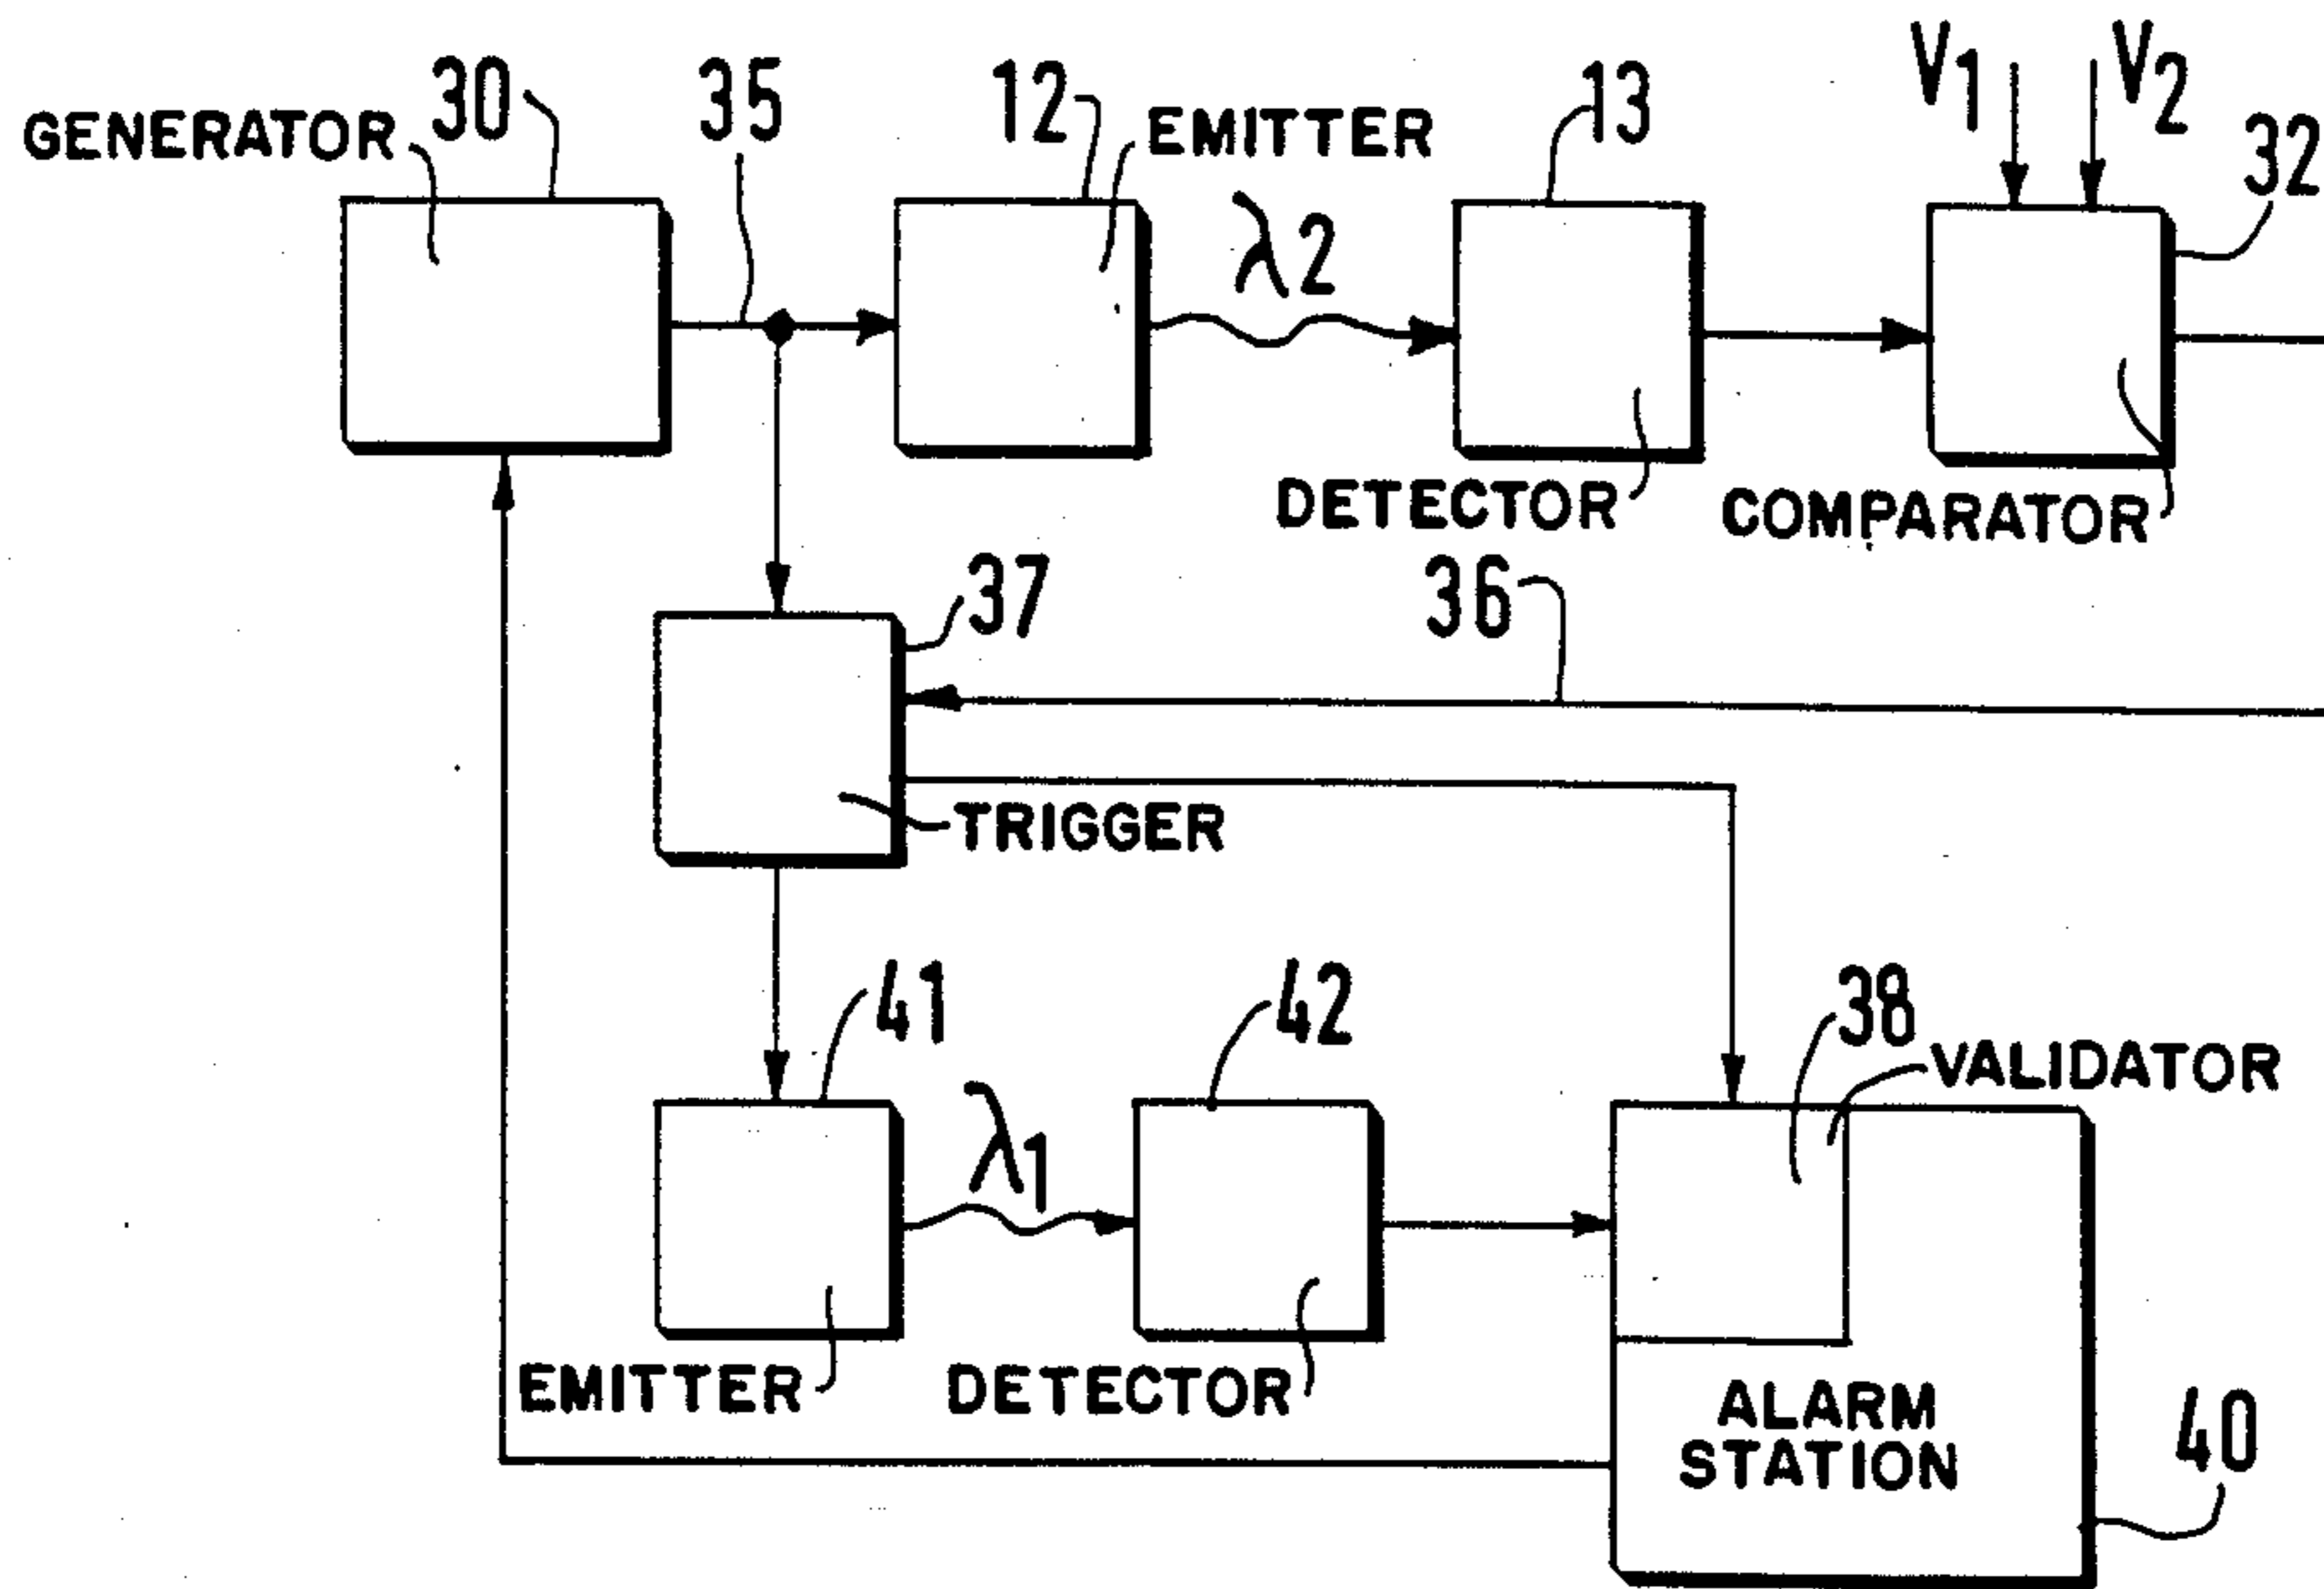 GENERATOR 30 35 12 EMITTER 13 V1 V2 32
λ2
DETECTOR COMPARATOR
37 36
TRIGGER
41 42 38
VALIDATOR
λ1
EMITTER DETECTOR
ALARM
STATION
40